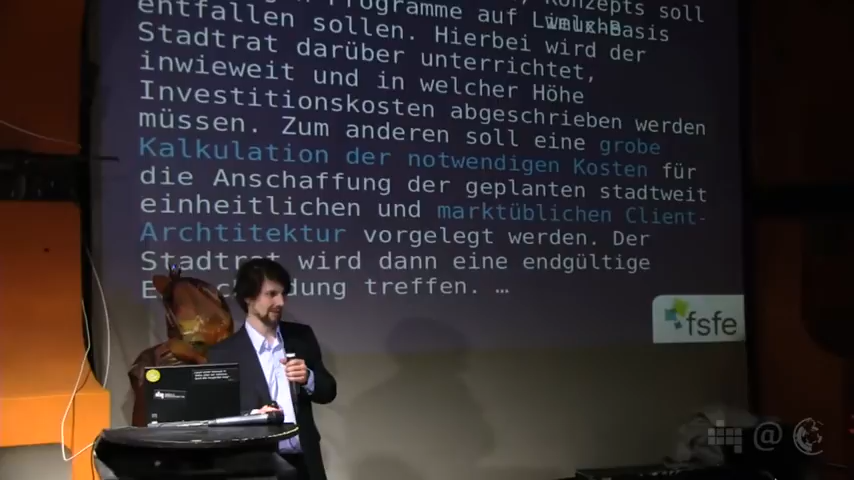 Programme auf Linux-Basis
Konzepts soll
entfallen sollen. Hierbei wird der
Stadtrat darüber unterrichtet,
inwieweit und in welcher Höhe
Investitionskosten abgeschrieben werden
müssen. Zum anderen soll eine grobe
Kalkulation der notwendigen Kosten für
die Anschaffung der geplanten stadtweit
einheitlichen und marktüblichen Client-
Archtitektur vorgelegt werden. Der
Stadtrat wird dann eine endgültige
dung treffen. …
fsfe
@